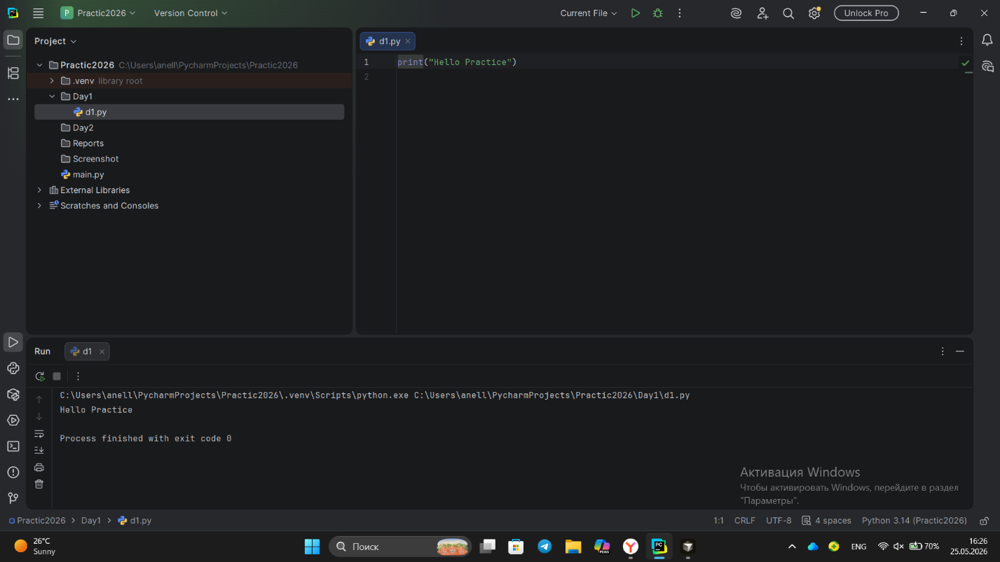 P Practic2026 Version Control Current File Unlock Pro
Project
Practic2026 C:\Users\anell\PycharmProjects\Practic2026
.venv library root
Day1
d1.py
Day2
Reports
Screenshot
main.py
External Libraries
Scratches and Consoles
d1.py
1 print("Hello Practice")
2
Run d1
C:\Users\anell\PycharmProjects\Practic2026\.venv\Scripts\python.exe C:\Users\anell\PycharmProjects\Practic2026\Day1\d1.py
Hello Practice
Process finished with exit code 0
Активация Windows
Чтобы активировать Windows, перейдите в раздел
"Параметры".
Practic2026 > Day1 > d1.py 1:1 CRLF UTF-8 4 spaces Python 3.14 (Practic2026)
26°C
Sunny
Поиск
M365
PC
ENG
70%
16:26
25.05.2026